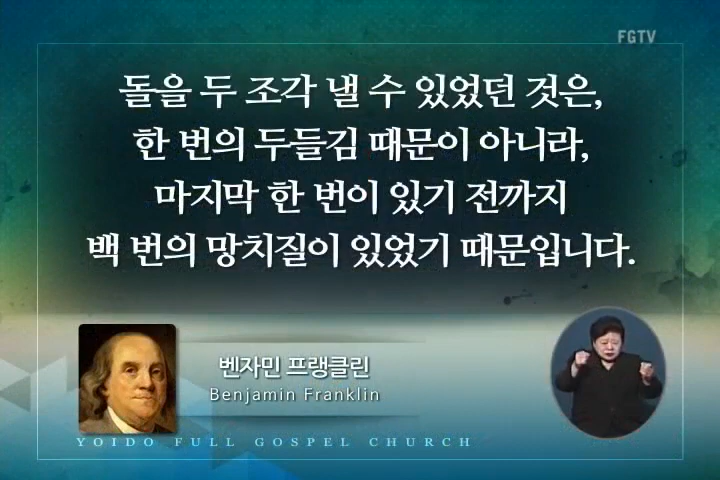 FGTV
돌을 두 조각 낼 수 있었던 것은,
한 번의 두들김 때문이 아니라,
마지막 한 번이 있기 전까지
백 번의 망치질이 있었기 때문입니다.
벤자민 프랭클린
Benjamin Franklin
YOIDO FULL GOSPEL CHURCH